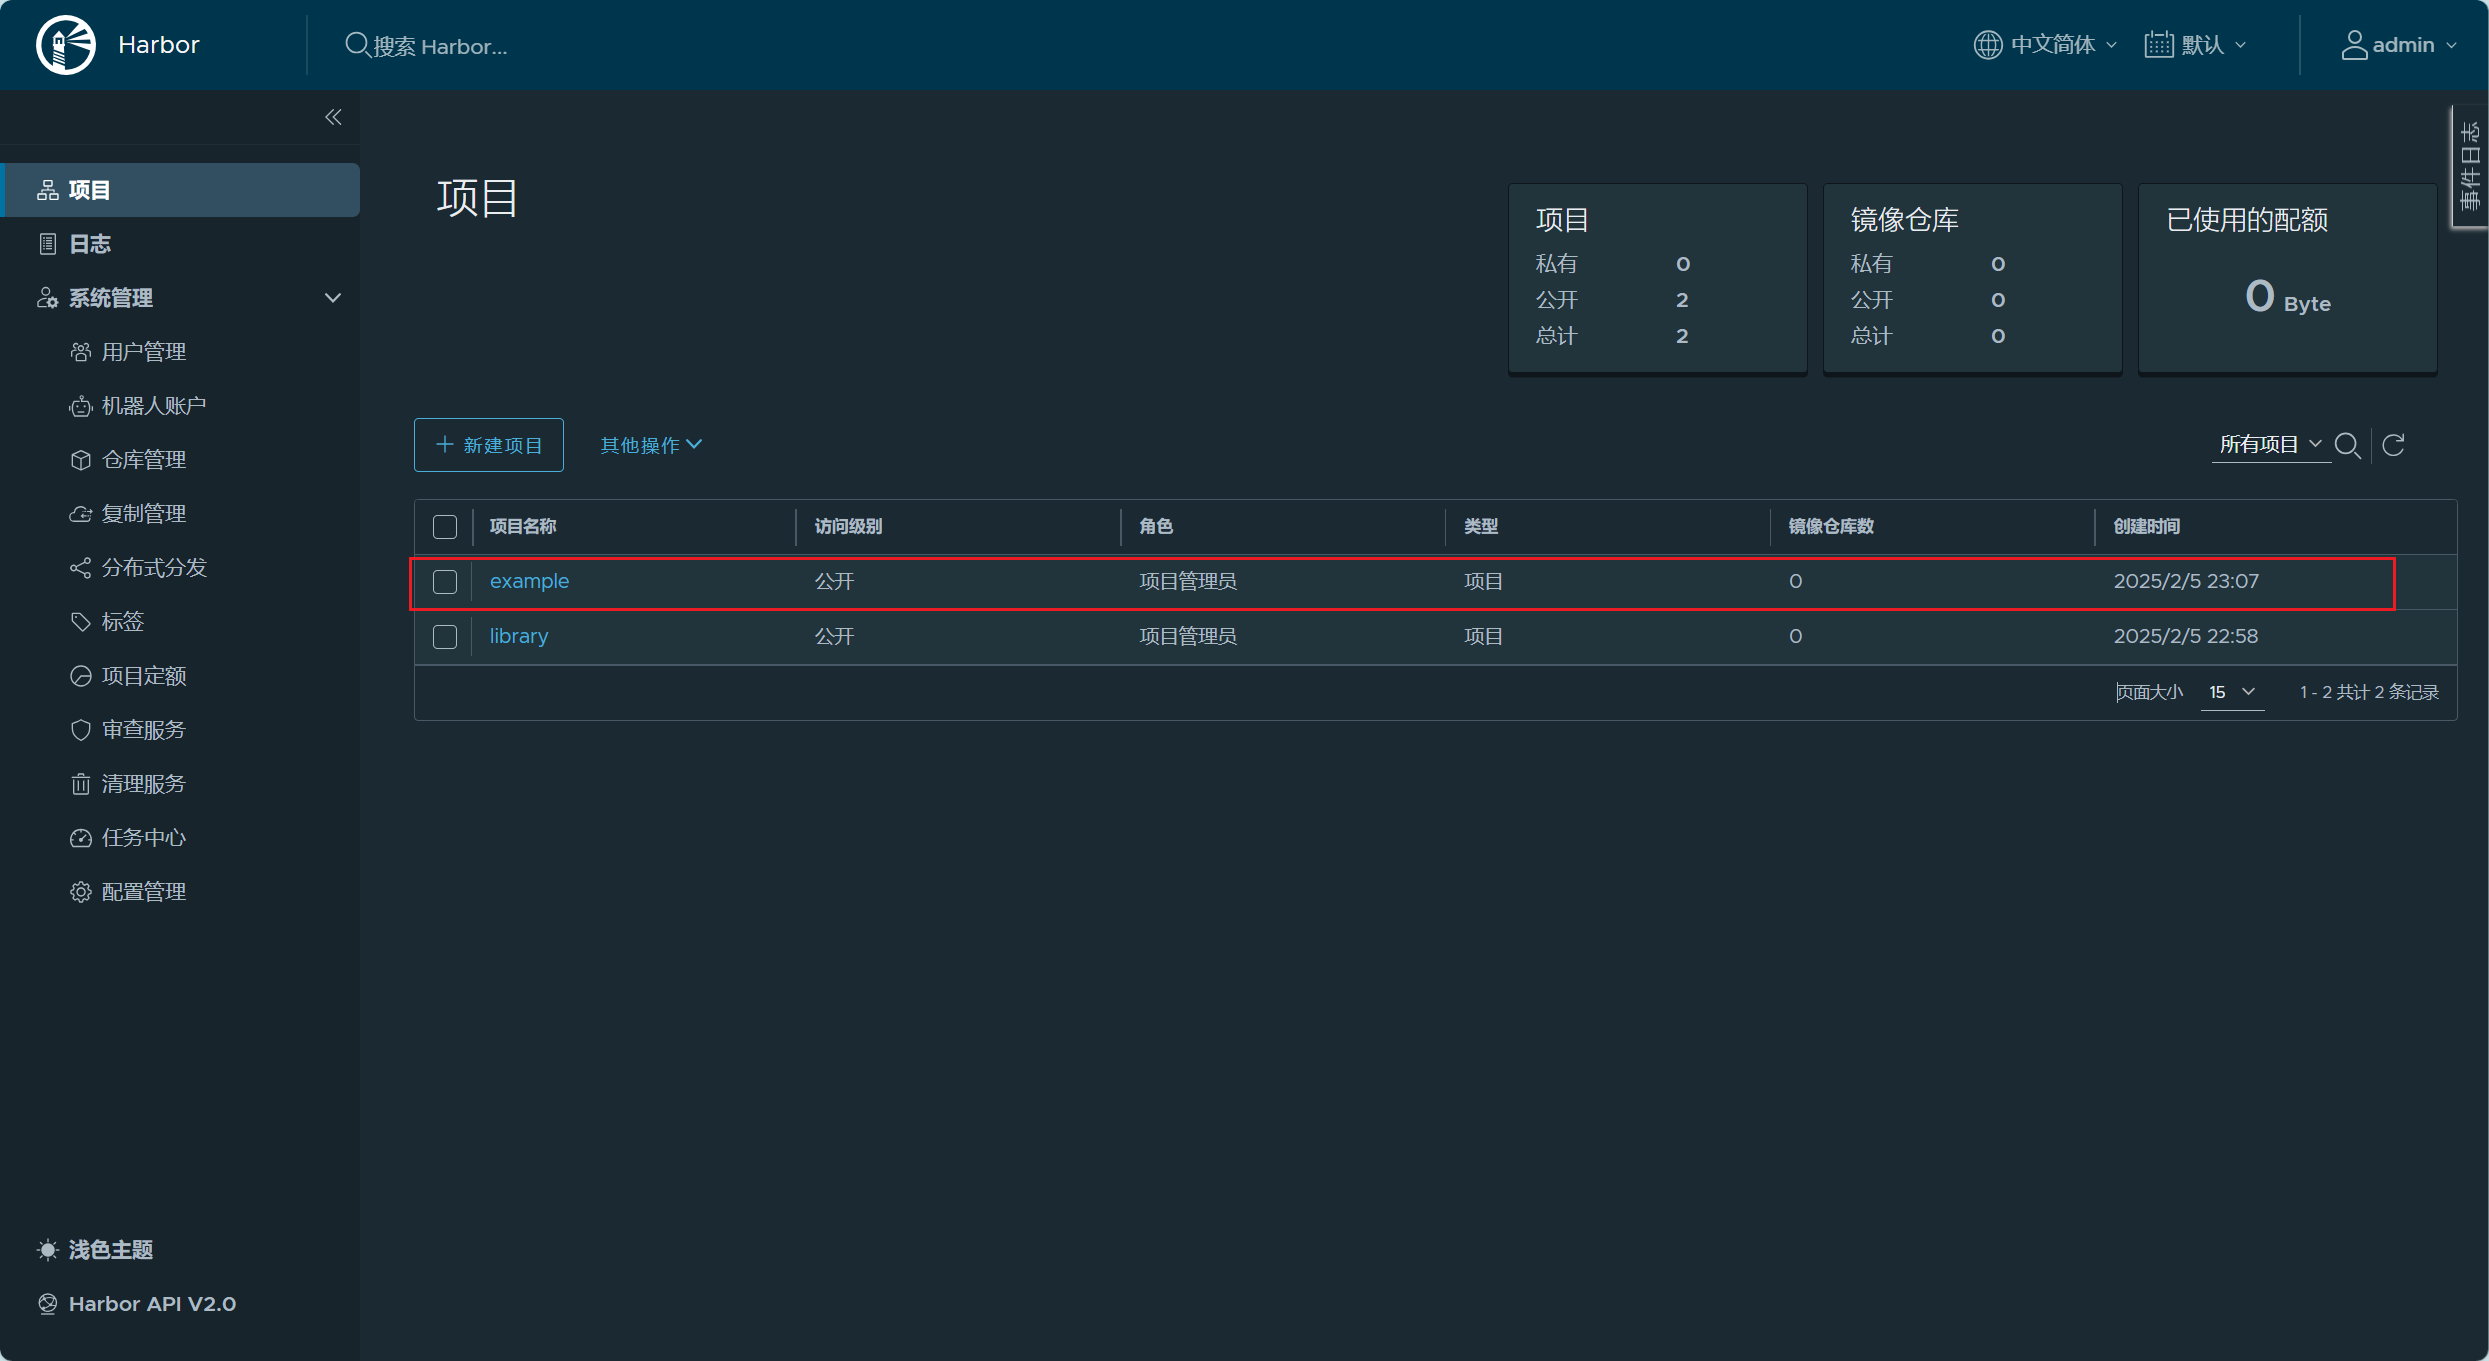 Harbor
搜索 Harbor...
中文简体
默认
admin
事件日志
项目
日志
系统管理
用户管理
机器人账户
仓库管理
复制管理
分布式分发
标签
项目定额
审查服务
清理服务
任务中心
配置管理
浅色主题
Harbor API V2.0
项目
项目
私有 0
公开 2
总计 2
镜像仓库
私有 0
公开 0
总计 0
已使用的配额
0 Byte
新建项目
其他操作
所有项目
项目名称 访问级别 角色 类型 镜像仓库数 创建时间
example 公开 项目管理员 项目 0 2025/2/5 23:07
library 公开 项目管理员 项目 0 2025/2/5 22:58
页面大小 15 1 - 2 共计 2 条记录